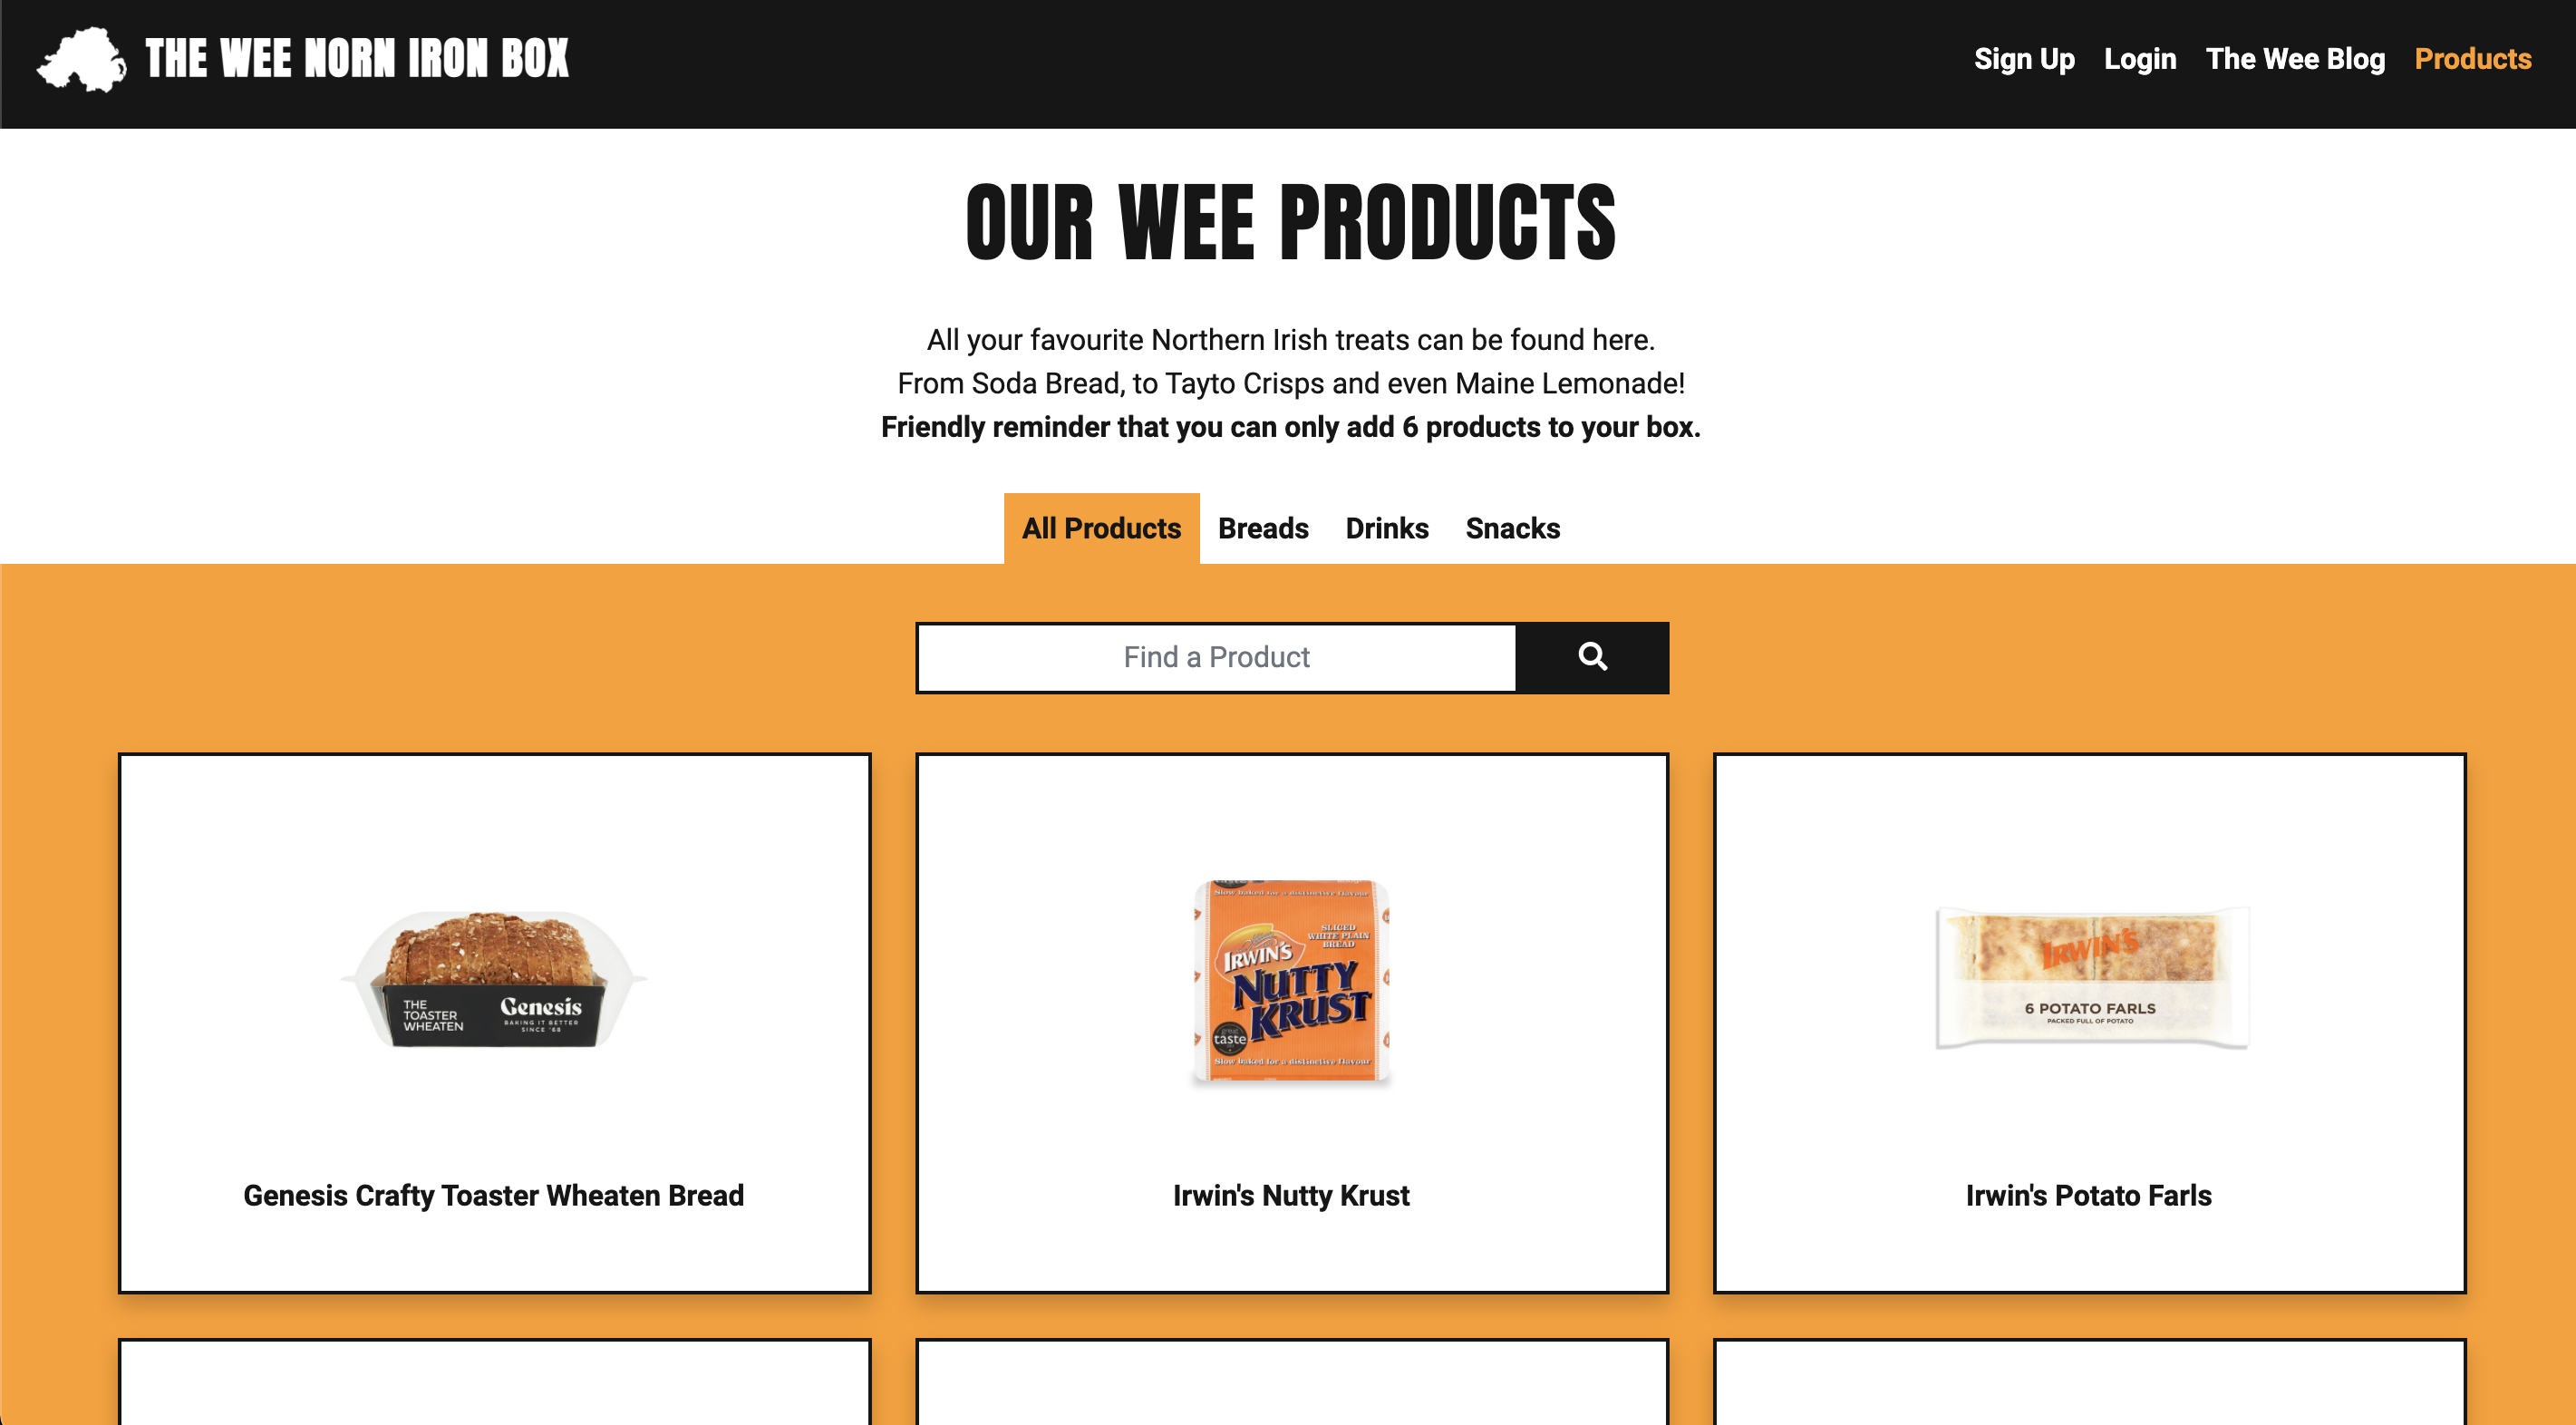 THE WEE NORN IRON BOX
Sign Up Login The Wee Blog Products
OUR WEE PRODUCTS
All your favourite Northern Irish treats can be found here.
From Soda Bread, to Tayto Crisps and even Maine Lemonade!
Friendly reminder that you can only add 6 products to your box.
All Products Breads Drinks Snacks
Find a Product
THE
TOASTER
WHEATEN
Genesis
BAKING IT BETTER
SINCE '68
Genesis Crafty Toaster Wheaten Bread
Slow baked for a distinctive flavour
SLICED
WHITE PLAIN
BREAD
IRWIN'S
NUTTY
KRUST
taste
Slow baked for a distinctive flavour
Irwin's Nutty Krust
IRWIN'S
6 POTATO FARLS
PACKED FULL OF POTATO
Irwin's Potato Farls